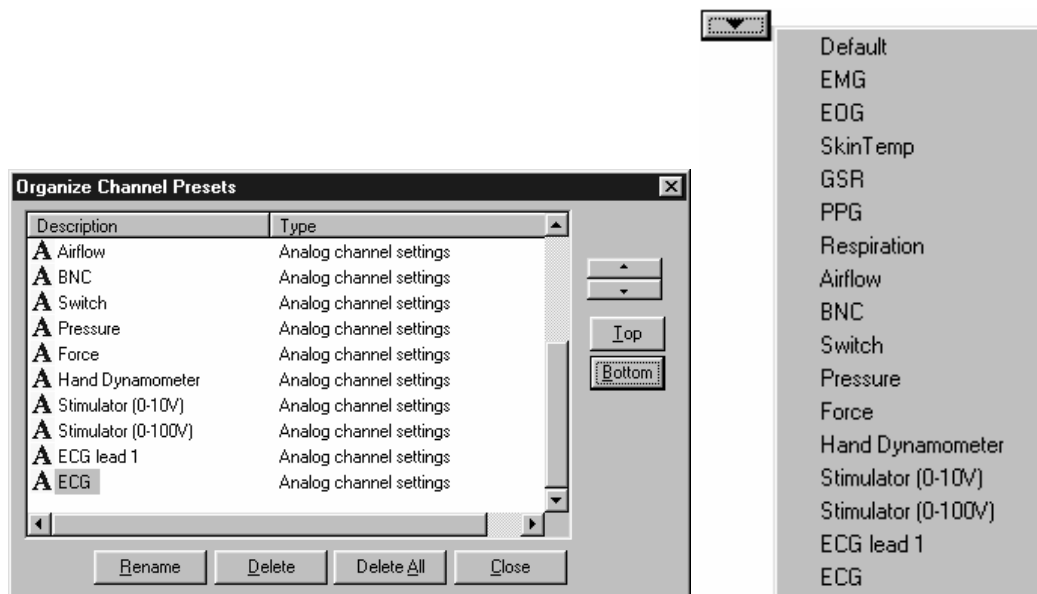 Organize Channel Presets
Description Type
A Airflow Analog channel settings
A BNC Analog channel settings
A Switch Analog channel settings
A Pressure Analog channel settings
A Force Analog channel settings
A Hand Dynamometer Analog channel settings
A Stimulator (0-10V) Analog channel settings
A Stimulator (0-100V) Analog channel settings
A ECG lead 1 Analog channel settings
A ECG Analog channel settings
Top
Bottom
Rename Delete Delete All Close
Default
EMG
EOG
SkinTemp
GSR
PPG
Respiration
Airflow
BNC
Switch
Pressure
Force
Hand Dynamometer
Stimulator (0-10V)
Stimulator (0-100V)
ECG lead 1
ECG